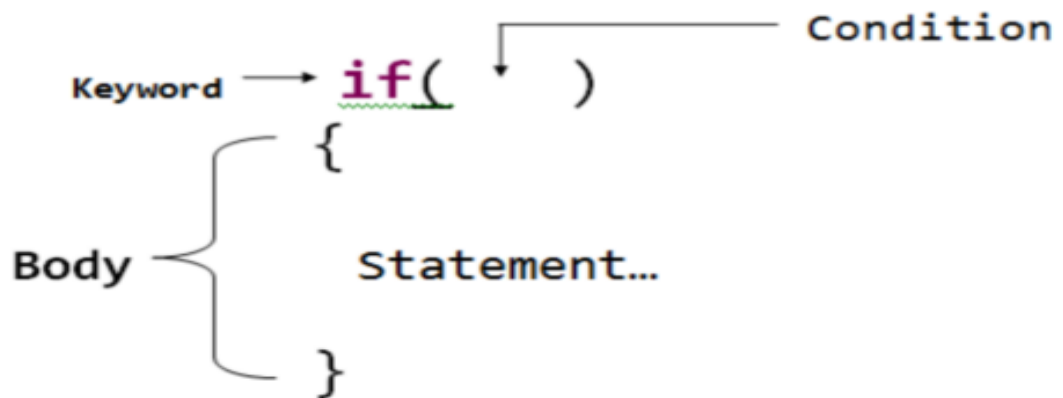 Condition
Keyword if( )
{
Body Statement…
}